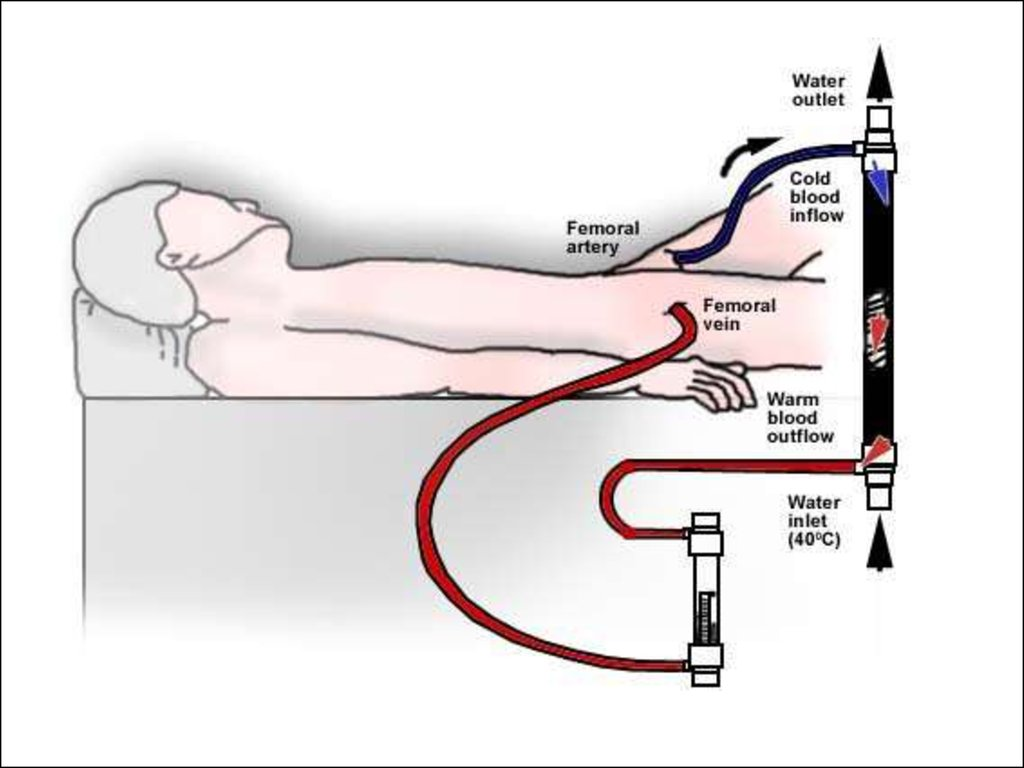 Water
outlet
Cold
blood
inflow
Femoral
artery
Femoral
vein
Warm
blood
outflow
Water
inlet
(40ºC)